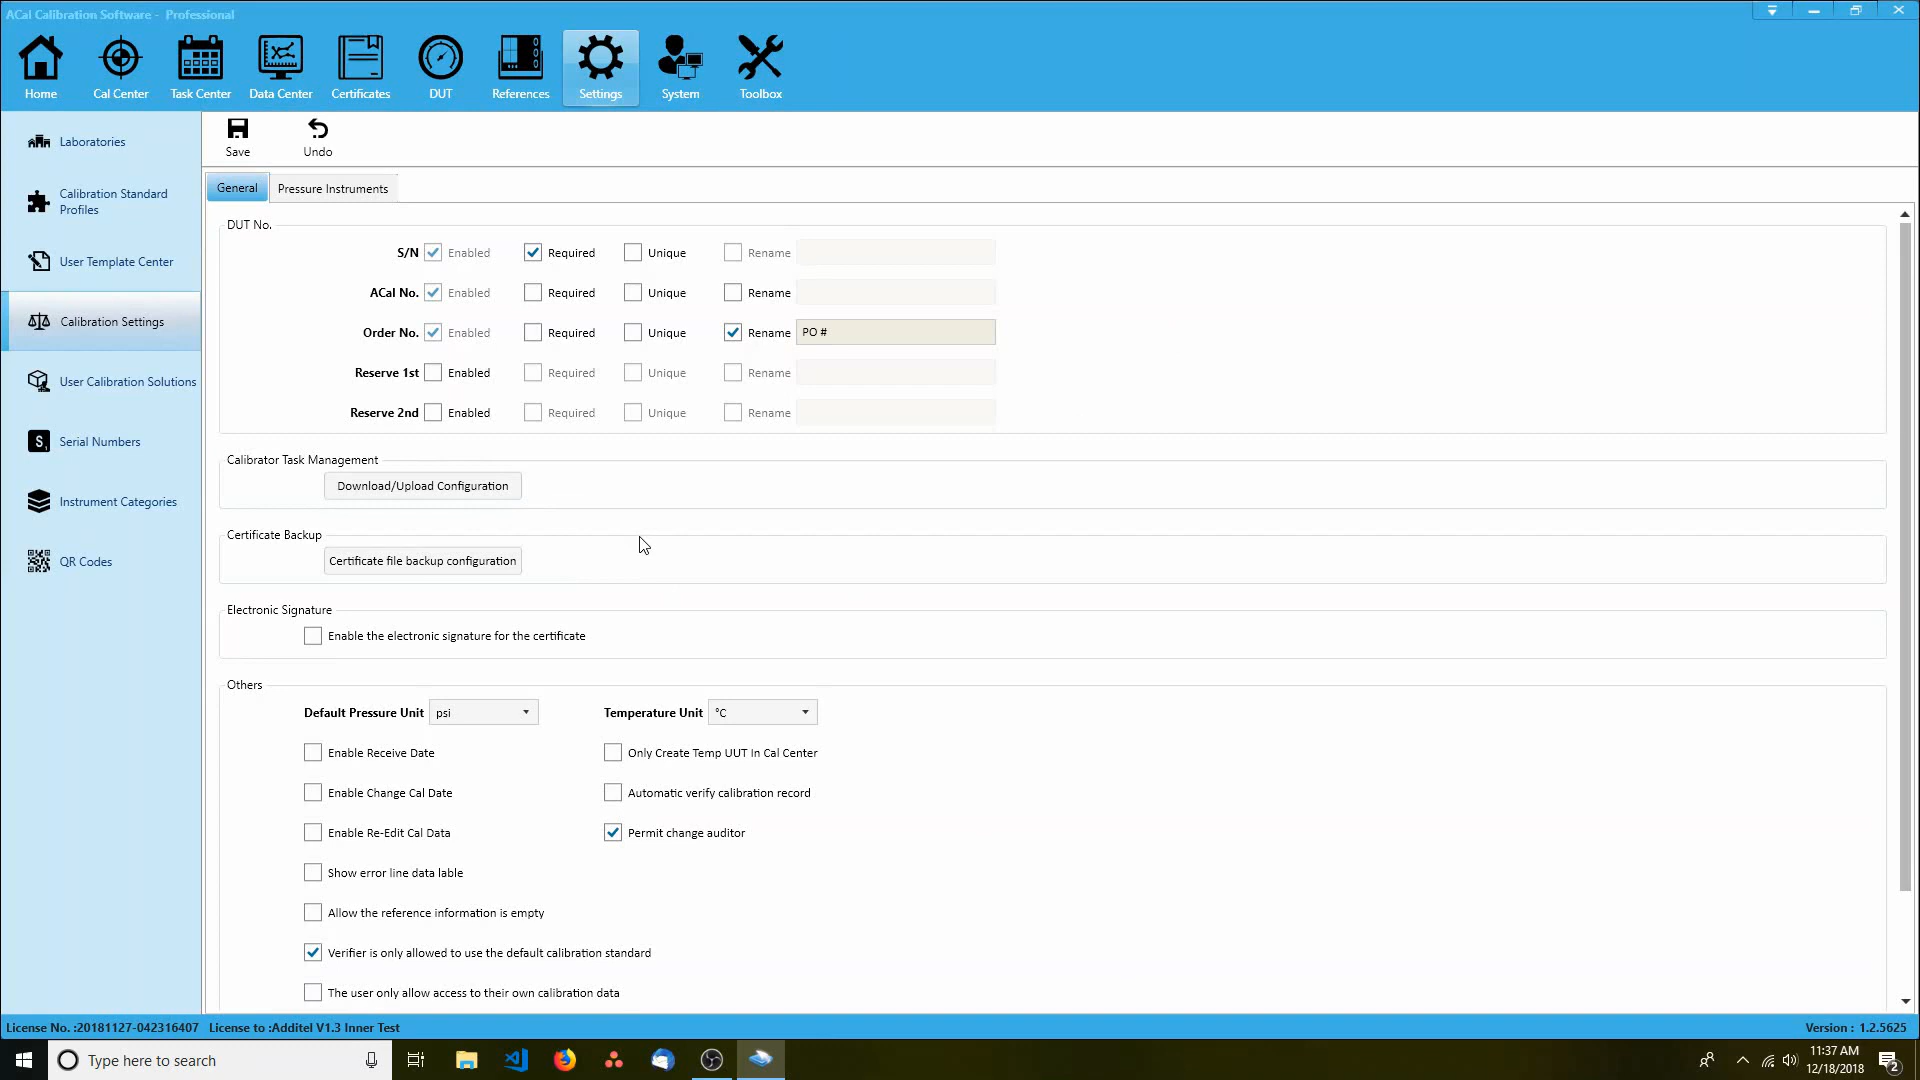 ACal Calibration Software - Professional
Home
Cal Center
Task Center
Data Center
Certificates
DUT
References
Settings
System
Toolbox
Laboratories
Calibration Standard
Profiles
User Template Center
Calibration Settings
User Calibration Solutions
Serial Numbers
Instrument Categories
QR Codes
Save
Undo
General
Pressure Instruments
DUT No.
S/N Enabled Required Unique Rename
ACal No. Enabled Required Unique Rename
Order No. Enabled Required Unique Rename PO #
Reserve 1st Enabled Required Unique Rename
Reserve 2nd Enabled Required Unique Rename
Calibrator Task Management
Download/Upload Configuration
Certificate Backup
Certificate file backup configuration
Electronic Signature
Enable the electronic signature for the certificate
Others
Default Pressure Unit psi Temperature Unit °C
Enable Receive Date Only Create Temp UUT In Cal Center
Enable Change Cal Date Automatic verify calibration record
Enable Re-Edit Cal Data Permit change auditor
Show error line data lable
Allow the reference information is empty
Verifier is only allowed to use the default calibration standard
The user only allow access to their own calibration data
License No. :20181127-042316407 License to :Additel V1.3 Inner Test Version : 1.2.5625
Type here to search
11:37 AM
12/18/2018
2